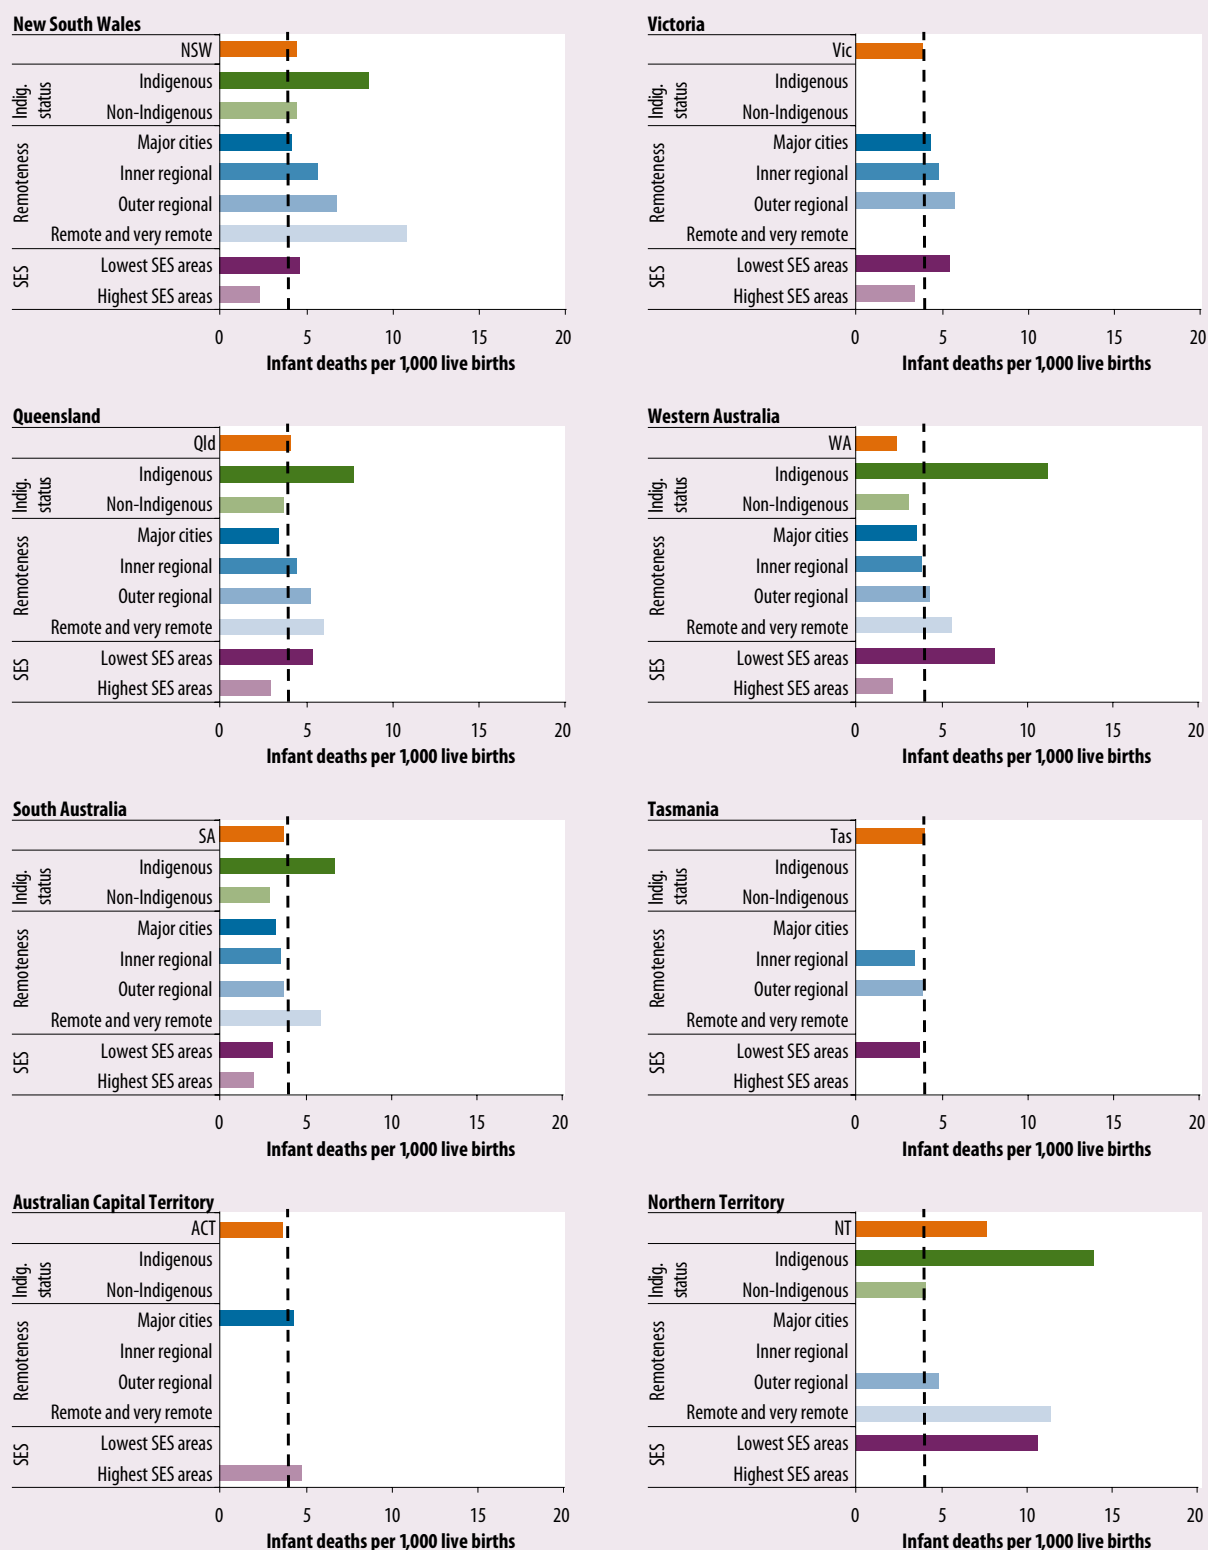 New South Wales
NSW
Indig. status
Indigenous
Non-Indigenous
Remoteness
Major cities
Inner regional
Outer regional
Remote and very remote
SES
Lowest SES areas
Highest SES areas
0 5 10 15 20
Infant deaths per 1,000 live births
Victoria
Vic
Indig. status
Indigenous
Non-Indigenous
Remoteness
Major cities
Inner regional
Outer regional
Remote and very remote
SES
Lowest SES areas
Highest SES areas
0 5 10 15 20
Infant deaths per 1,000 live births
Queensland
Qld
Indig. status
Indigenous
Non-Indigenous
Remoteness
Major cities
Inner regional
Outer regional
Remote and very remote
SES
Lowest SES areas
Highest SES areas
0 5 10 15 20
Infant deaths per 1,000 live births
Western Australia
WA
Indig. status
Indigenous
Non-Indigenous
Remoteness
Major cities
Inner regional
Outer regional
Remote and very remote
SES
Lowest SES areas
Highest SES areas
0 5 10 15 20
Infant deaths per 1,000 live births
South Australia
SA
Indig. status
Indigenous
Non-Indigenous
Remoteness
Major cities
Inner regional
Outer regional
Remote and very remote
SES
Lowest SES areas
Highest SES areas
0 5 10 15 20
Infant deaths per 1,000 live births
Tasmania
Tas
Indig. status
Indigenous
Non-Indigenous
Remoteness
Major cities
Inner regional
Outer regional
Remote and very remote
SES
Lowest SES areas
Highest SES areas
0 5 10 15 20
Infant deaths per 1,000 live births
Australian Capital Territory
ACT
Indig. status
Indigenous
Non-Indigenous
Remoteness
Major cities
Inner regional
Outer regional
Remote and very remote
SES
Lowest SES areas
Highest SES areas
0 5 10 15 20
Infant deaths per 1,000 live births
Northern Territory
NT
Indig. status
Indigenous
Non-Indigenous
Remoteness
Major cities
Inner regional
Outer regional
Remote and very remote
SES
Lowest SES areas
Highest SES areas
0 5 10 15 20
Infant deaths per 1,000 live births